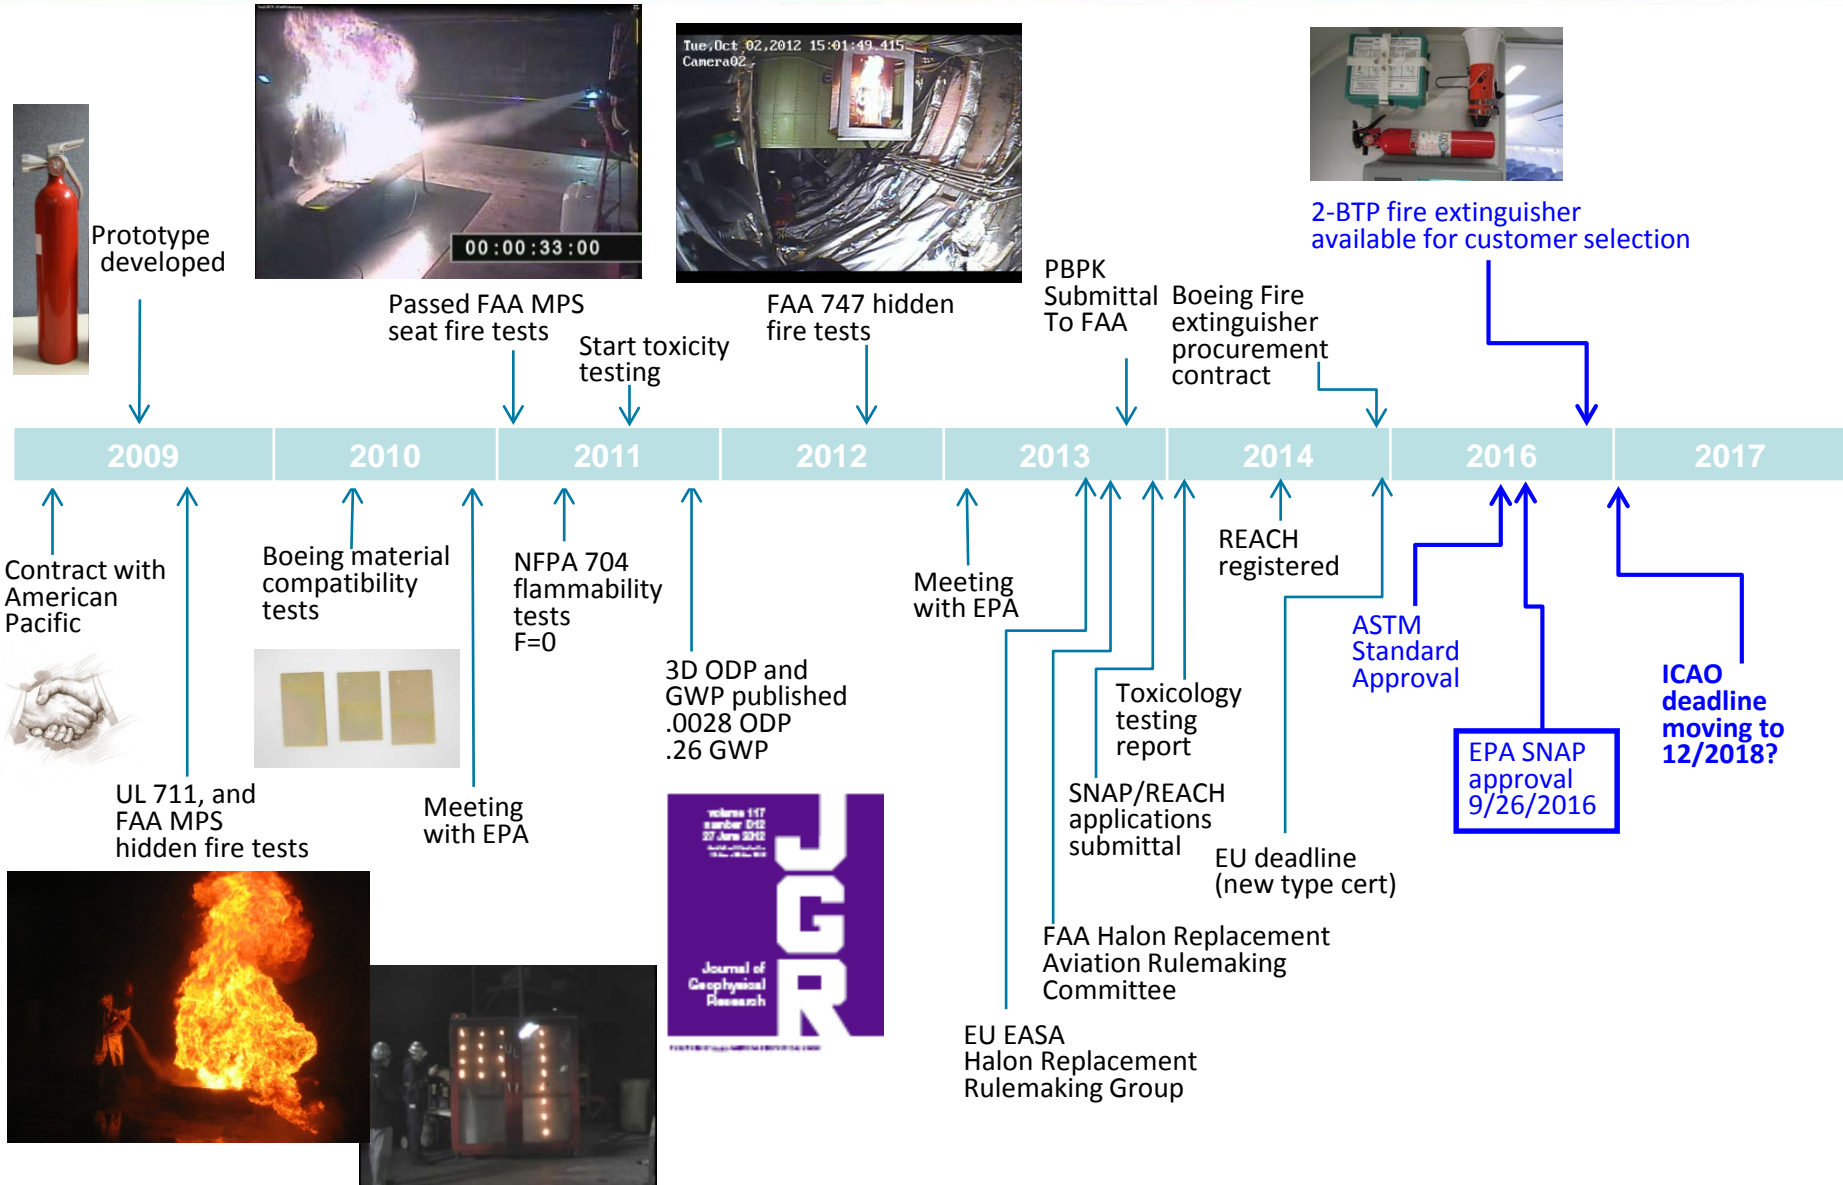 Tue,Oct 02,2012 15:01:49.415
Camera02
00:00:33:00
2-BTP fire extinguisher
available for customer selection
Prototype
developed
Passed FAA MPS
seat fire tests
Start toxicity
testing
FAA 747 hidden
fire tests
PBPK
Submittal
To FAA
Boeing Fire
extinguisher
procurement
contract
2009
2010
2011
2012
2013
2014
2016
2017
Contract with
American
Pacific
UL 711, and
FAA MPS
hidden fire tests
Boeing material
compatibility
tests
Meeting
with EPA
NFPA 704
flammability
tests
F=0
3D ODP and
GWP published
.0028 ODP
.26 GWP
volume 117
number D12
27 June 2012
JGR
Journal of
Geophysical
Research
Meeting
with EPA
EU EASA
Halon Replacement
Rulemaking Group
FAA Halon Replacement
Aviation Rulemaking
Committee
SNAP/REACH
applications
submittal
Toxicology
testing
report
REACH
registered
EU deadline
(new type cert)
ASTM
Standard
Approval
EPA SNAP
approval
9/26/2016
ICAO
deadline
moving to
12/2018?